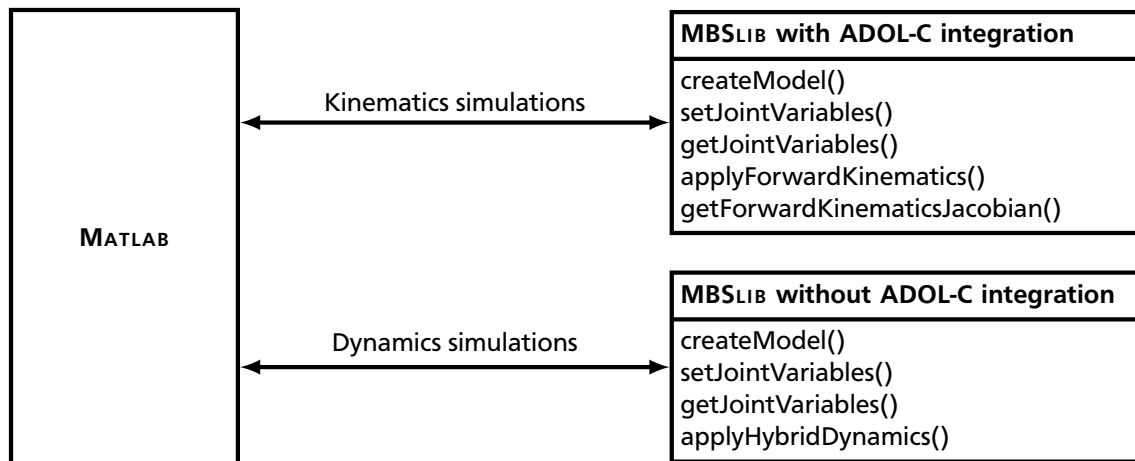 MATLAB
Kinematics simulations
MBSLIB with ADOL-C integration
createModel()
setJointVariables()
getJointVariables()
applyForwardKinematics()
getForwardKinematicsJacobian()
Dynamics simulations
MBSLIB without ADOL-C integration
createModel()
setJointVariables()
getJointVariables()
applyHybridDynamics()